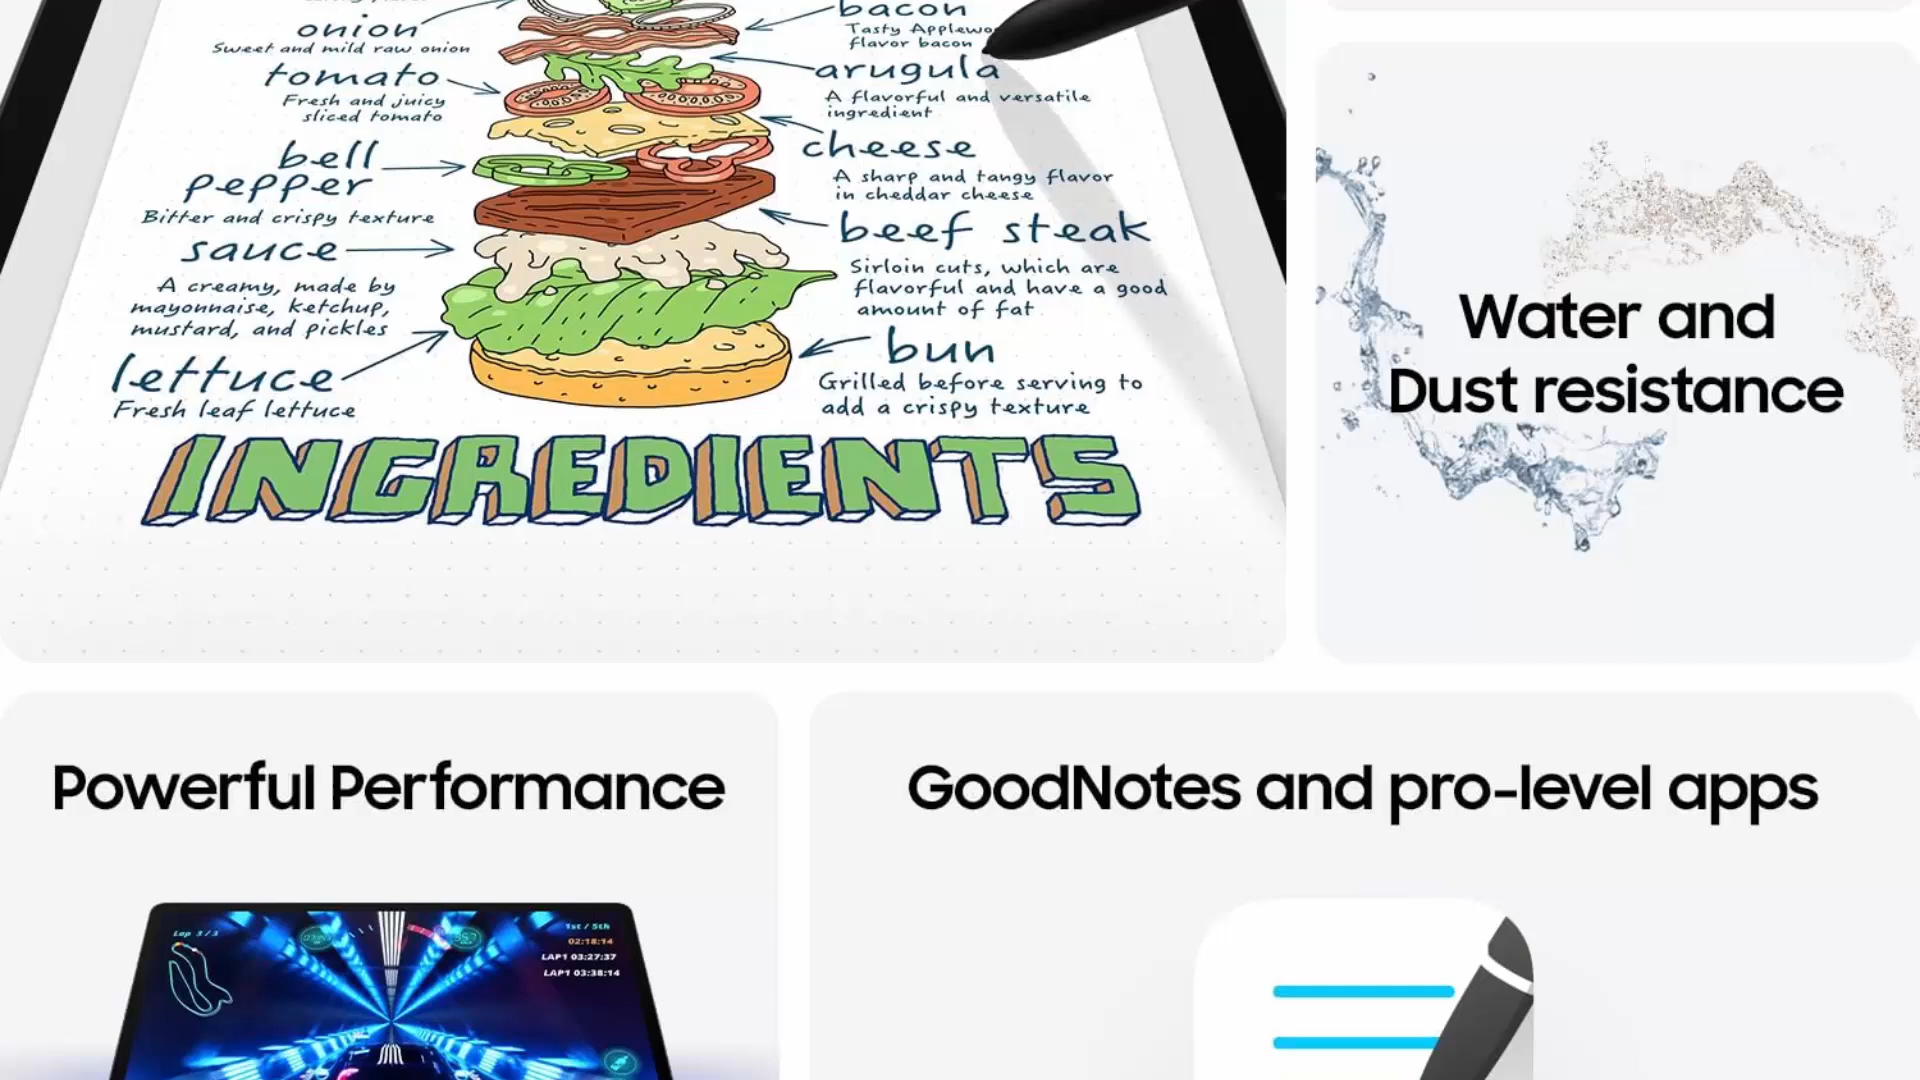 onion
Sweet and mild raw onion
tomato
Fresh and juicy
sliced tomato
bell
pepper
Bitter and crispy texture
sauce
A creamy, made by
mayonnaise, ketchup,
mustard, and pickles
lettuce
Fresh leaf lettuce
bacon
Tasty
flavor bacon
arugula
A flavorful and versatile
ingredient
cheese
A sharp and tangy flavor
in cheddar cheese
beef steak
Sirloin cuts, which are
flavorful and have a good
amount of fat
bun
Grilled before serving to
add a crispy texture
INGREDIENTS
Water and
Dust resistance
Powerful Performance
Lap 3/3
1st / 5th
02:18:14
LAP1 03:27:37
LAP1 03:38:14
GoodNotes and pro-level apps